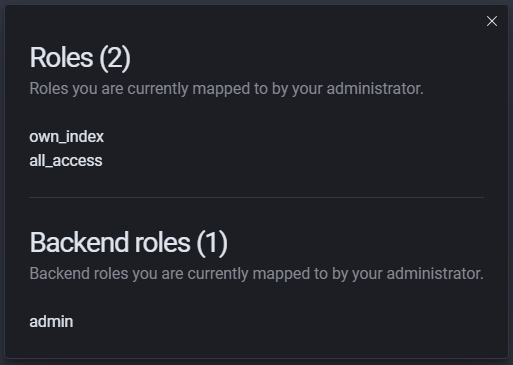 Roles (2)
Roles you are currently mapped to by your administrator.
own_index
all_access
Backend roles (1)
Backend roles you are currently mapped to by your administrator.
admin